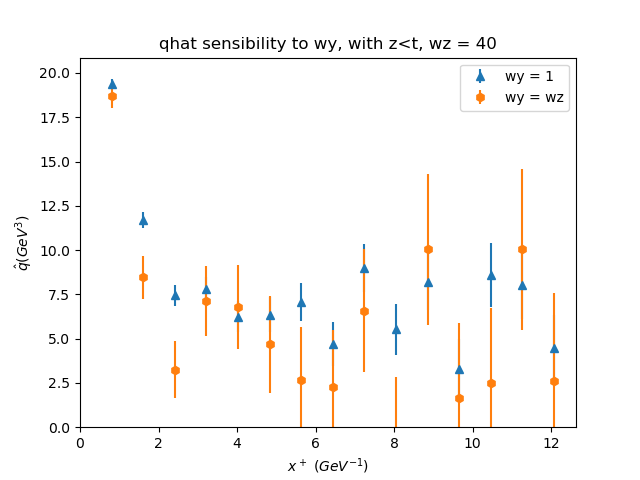 qhat sensibility to wy, with z<t, wz = 40
wy = 1
wy = wz
q̂(GeV³)
20.0
17.5
15.0
12.5
10.0
7.5
5.0
2.5
0.0
0 2 4 6 8 10 12
x⁺ (GeV⁻¹)